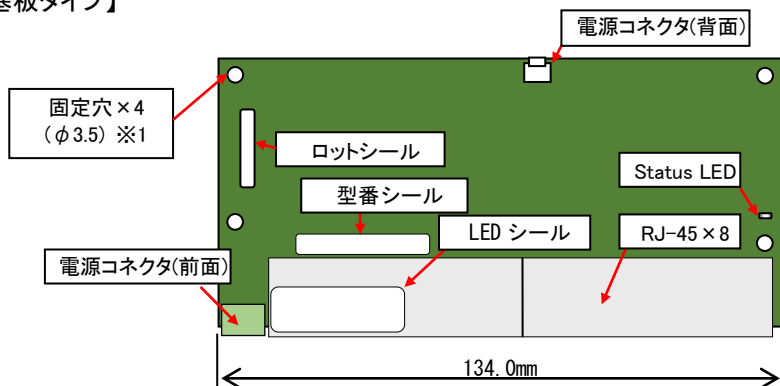 基板タイプ】
電源コネクタ(背面)
固定穴×4
(φ3.5) ※1
ロットシール
型番シール
Status LED
LED シール
RJ-45×8
電源コネクタ(前面)
134.0mm